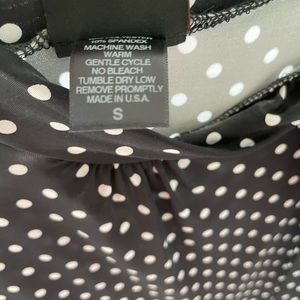 10% SPANDEX
MACHINE WASH
WARM
GENTLE CYCLE
NO BLEACH
TUMBLE DRY LOW
REMOVE PROMPTLY
MADE IN U.S.A.
S